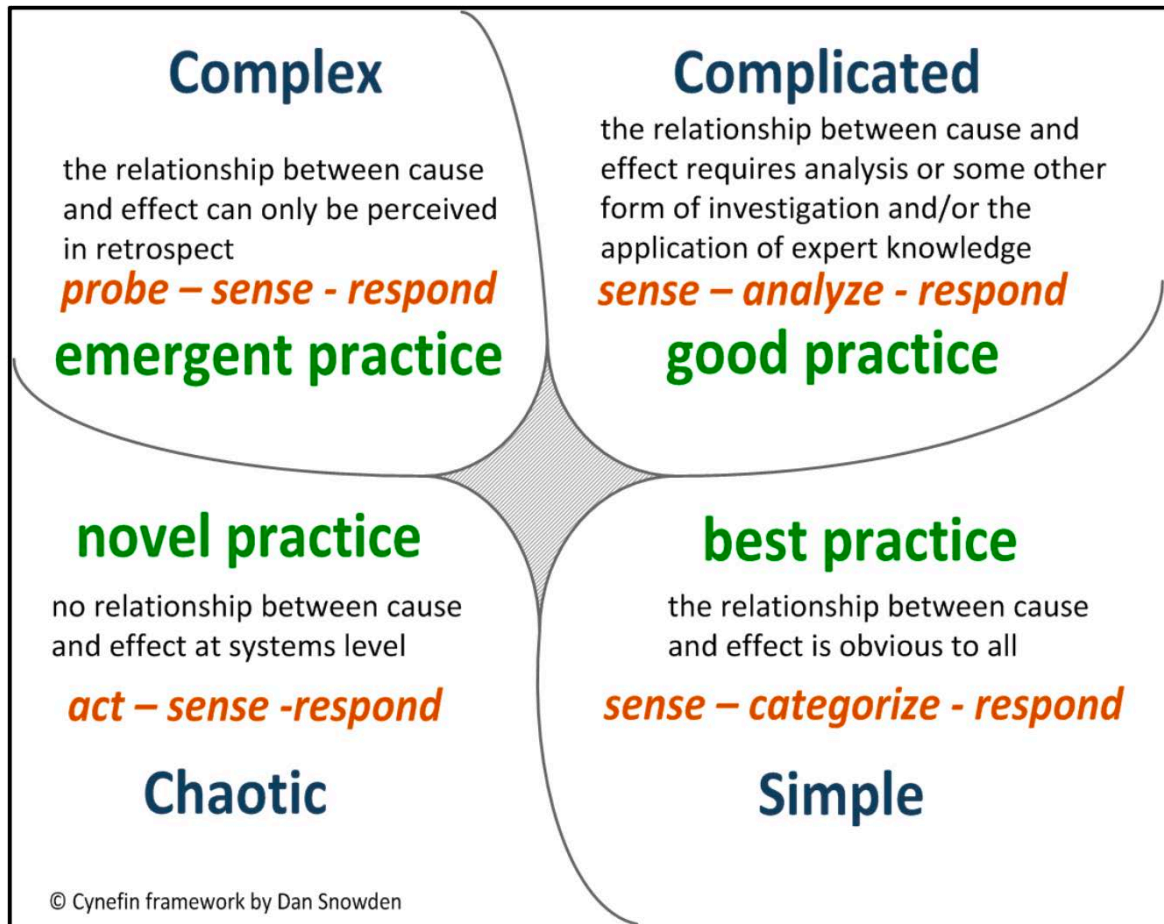 Complex
the relationship between cause
and effect can only be perceived
in retrospect
probe – sense - respond
emergent practice
Complicated
the relationship between cause and
effect requires analysis or some other
form of investigation and/or the
application of expert knowledge
sense – analyze - respond
good practice
novel practice
no relationship between cause
and effect at systems level
act – sense -respond
Chaotic
best practice
the relationship between cause
and effect is obvious to all
sense – categorize - respond
Simple
© Cynefin framework by Dan Snowden